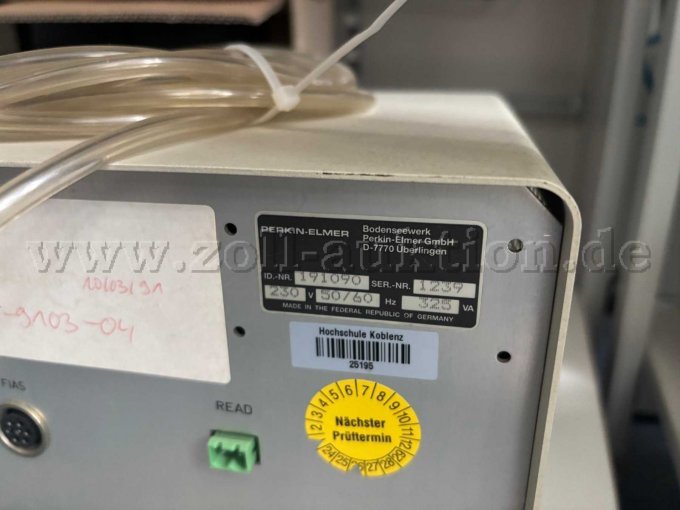 PERKIN-ELMER
Bodenseewerk
Perkin-Elmer GmbH
D-7770 Überlingen
www.zoll-auktion.de
ID.-NR. 191090 SER.-NR. 1239
230 V 50/60 Hz 325 VA
MADE IN THE FEDERAL REPUBLIC OF GERMANY
10/03/91
-9103-04
Hochschule Koblenz
25195
FIAS
READ
2 3 4 5 6 7 8 9 10 11 12
Nächster
Prüftermin
24 25 26 27 28 29